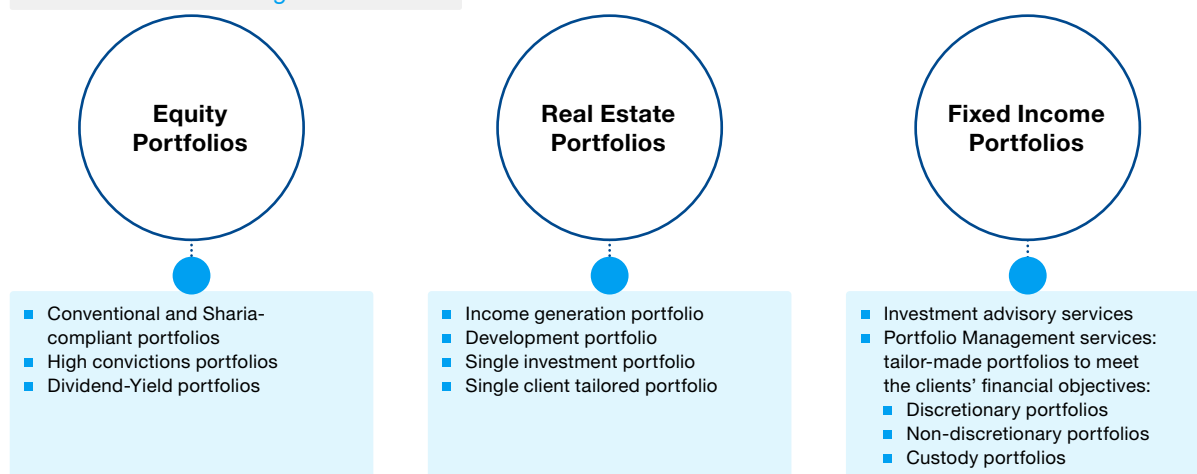 Equity
Portfolios
Conventional and Sharia-
compliant portfolios
High convictions portfolios
Dividend-Yield portfolios
Real Estate
Portfolios
Income generation portfolio
Development portfolio
Single investment portfolio
Single client tailored portfolio
Fixed Income
Portfolios
Investment advisory services
Portfolio Management services:
tailor-made portfolios to meet
the clients’ financial objectives:
Discretionary portfolios
Non-discretionary portfolios
Custody portfolios